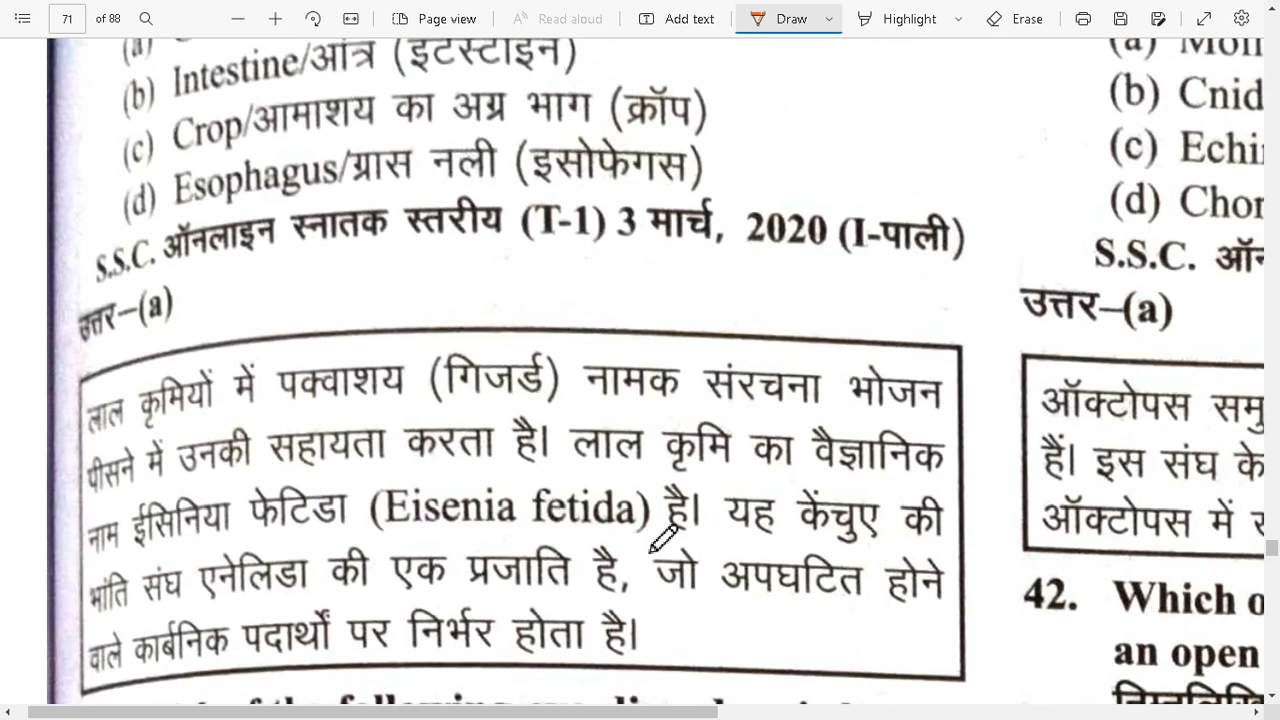 71 of 88 Page view Read aloud Add text Draw Highlight Erase
(a)
(b) Intestine/आंत्र (इंटेस्टाइन)
(c) Crop/आमाशय का अग्र भाग (क्रॉप)
(d) Esophagus/ग्रास नली (इसोफेगस)
S.S.C. ऑनलाइन स्नातक स्तरीय (T-1) 3 मार्च, 2020 (I-पाली)
उत्तर–(a)
लाल कृमियों में पक्वाशय (गिजर्ड) नामक संरचना भोजन
पीसने में उनकी सहायता करता है। लाल कृमि का वैज्ञानिक
नाम ईसिनिया फेटिडा (Eisenia fetida) है। यह केंचुए की
भांति संघ एनेलिडा की एक प्रजाति है, जो अपघटित होने
वाले कार्बनिक पदार्थों पर निर्भर होता है।
of the following
(a)
(b) Cnid
(c) Echi
(d) Chor
S.S.C.
उत्तर–(a)
ऑक्टोपस समु
हैं। इस संघ के
ऑक्टोपस में
42. Which o
an open